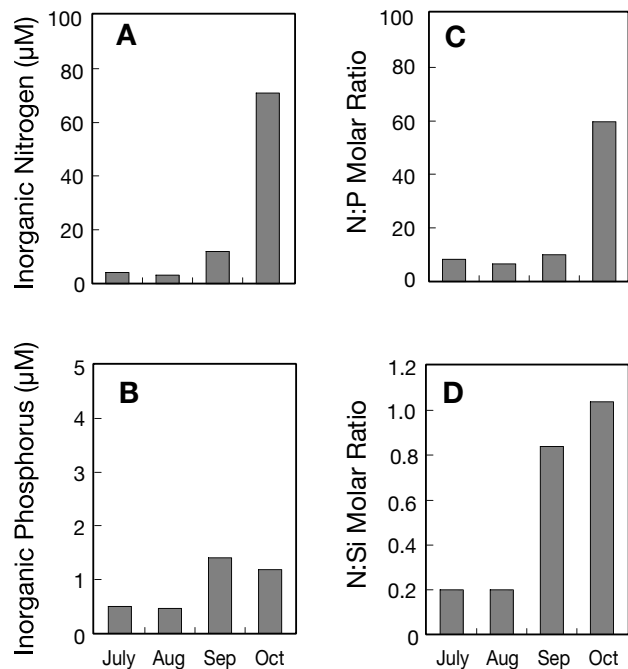 A
Inorganic Nitrogen (µM)
100
80
60
40
20
0
C
N:P Molar Ratio
100
80
60
40
20
0
B
Inorganic Phosphorus (µM)
5
4
3
2
1
0
July Aug Sep Oct
D
N:Si Molar Ratio
1.2
1.0
0.8
0.4
0.2
0
July Aug Sep Oct